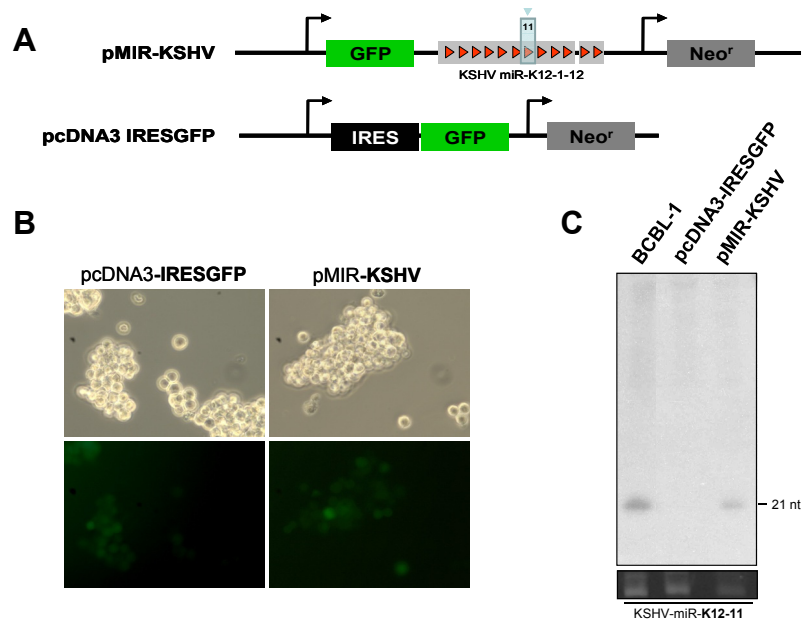 A
pMIR-KSHV
11
GFP
KSHV miR-K12-1-12
Neoʳ
pcDNA3 IRESGFP
IRES
GFP
Neoʳ
B
pcDNA3-IRESGFP
pMIR-KSHV
C
BCBL-1
pcDNA3-IRESGFP
pMIR-KSHV
21 nt
KSHV-miR-K12-11